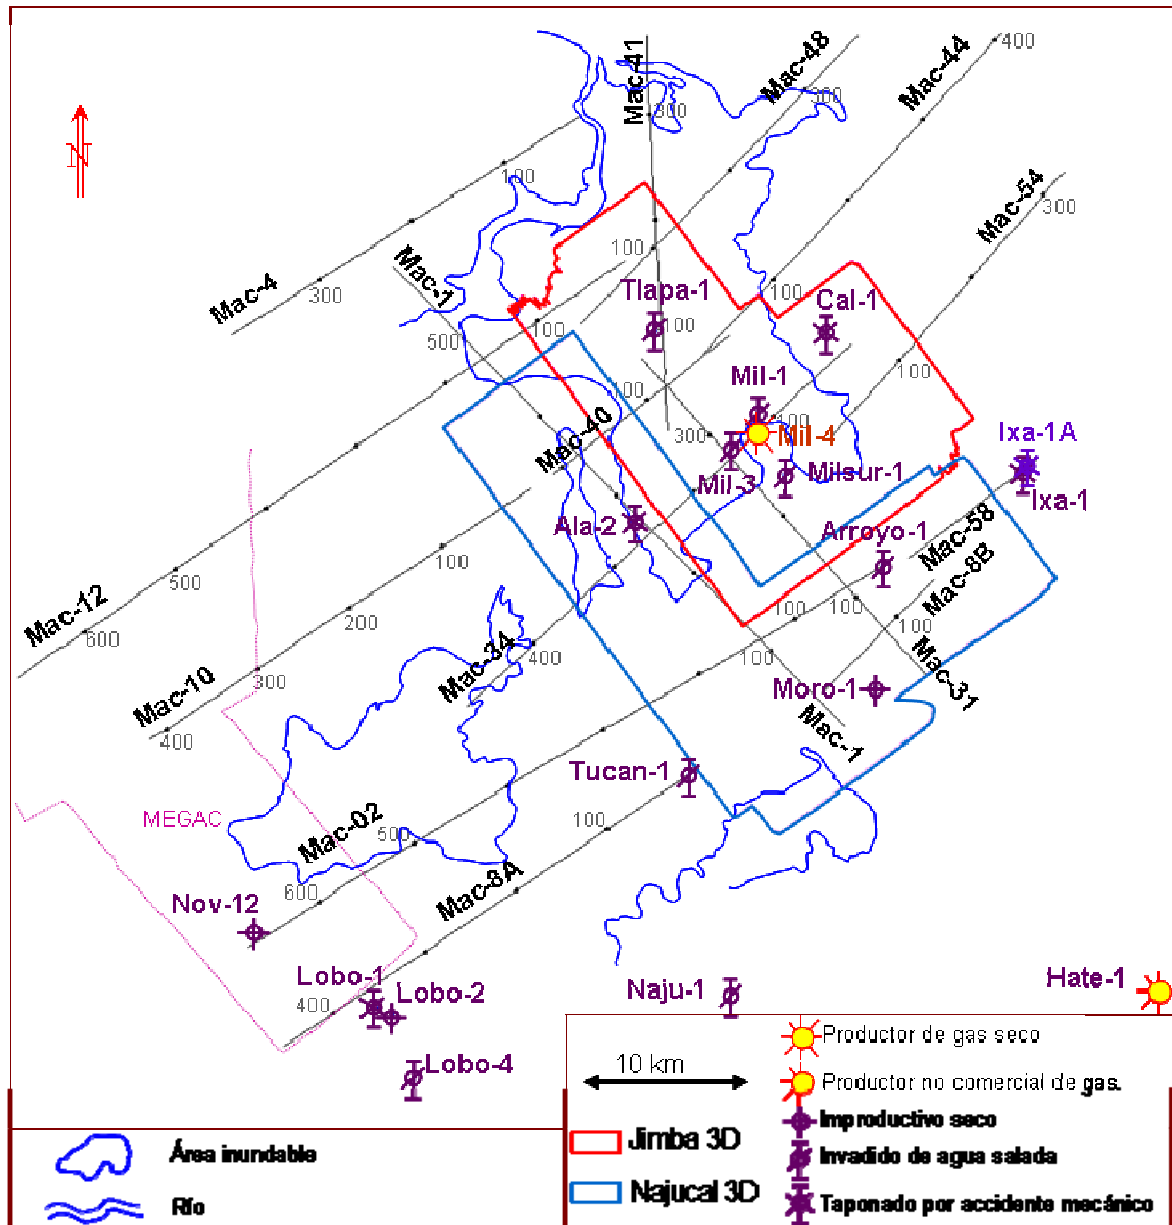 Mac-41
Mac-48
Mac-44
400
300
300
N
100
Mac-54
300
Mac-4
300
Mac-1
100
500
100
Tlapa-1
100
100
Cal-1
100
100
100
Mil-1
Mac-40
300
100
Mil-4
Ixa-1A
Mil-3
Milsur-1
Ixa-1
Ala-2
Arroyo-1
Mac-58
100
500
Mac-12
600
200
Mac-8B
100
100
100
Mac-34
400
100
Mac-10
300
400
Moro-1
Mac-31
Mac-1
Tucan-1
MEGAC
Mac-02
500
100
600
Mac-8A
Nov-12
Lobo-1
400
Lobo-2
Naju-1
Hate-1
Lobo-4
10 km
Productor de gas seco
Productor no comercial de gas.
Improductivo seco
Invadido de agua salada
Taponado por accidente mecánico
Jimba 3D
Najucal 3D
Área inundable
Río